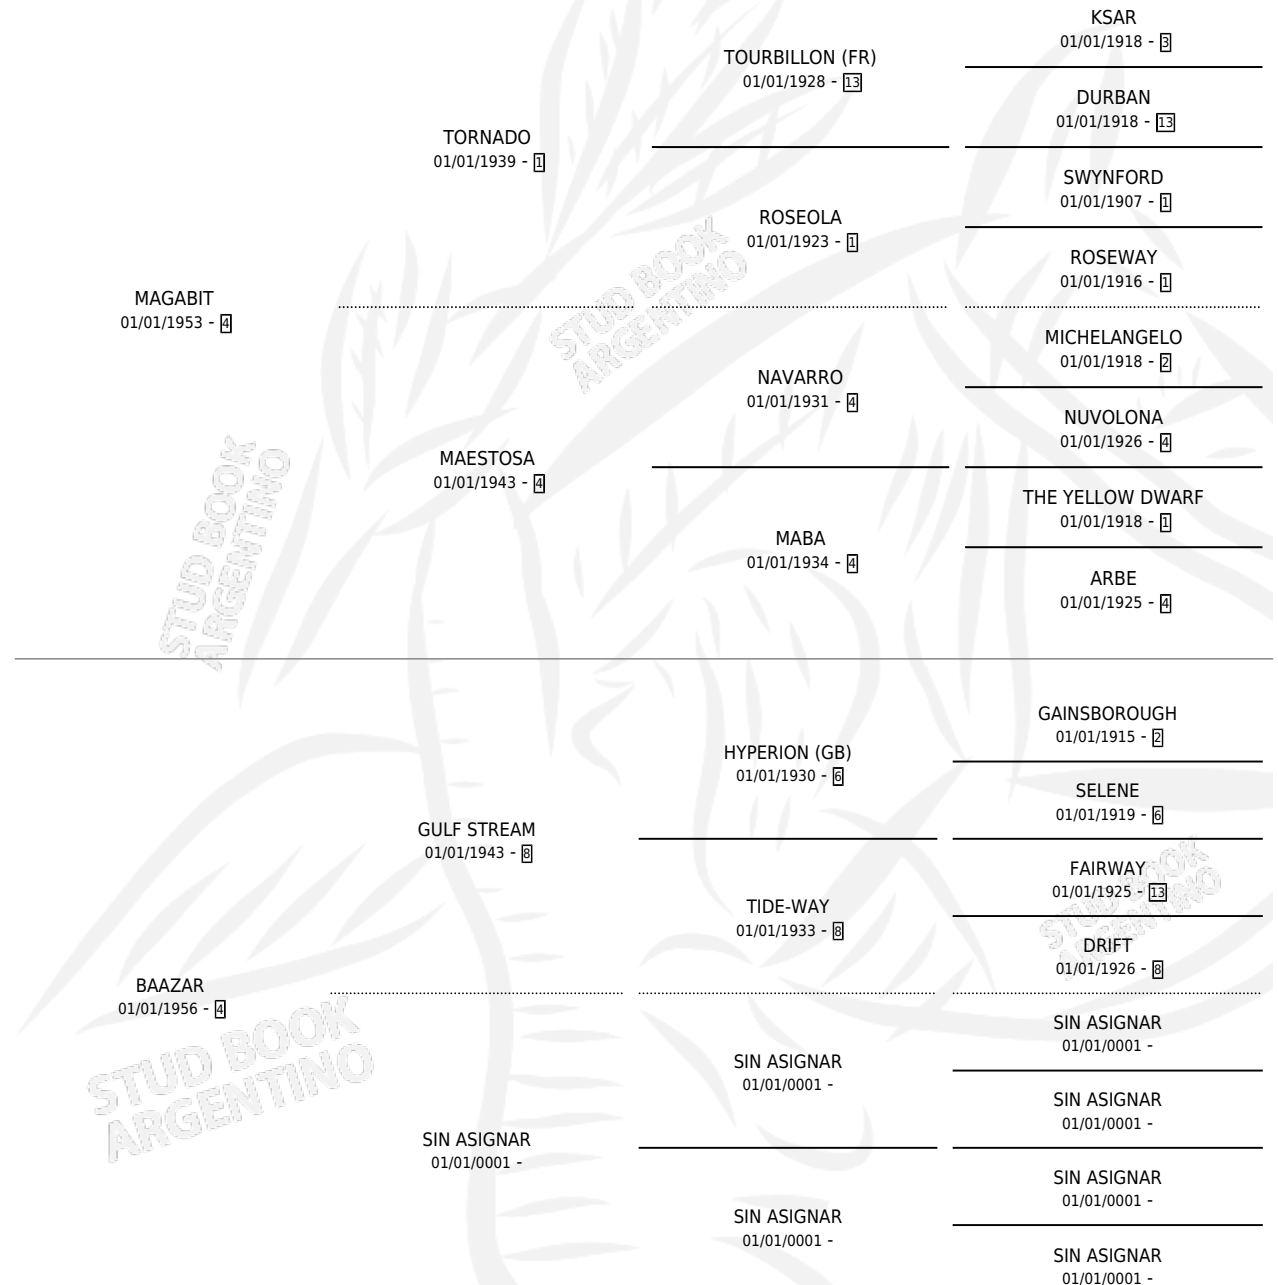 KSAR
01/01/1918 - 3
TOURBILLON (FR)
01/01/1928 - 13
DURBAN
01/01/1918 - 13
TORNADO
01/01/1939 - 1
SWYNFORD
01/01/1907 - 1
ROSEOLA
01/01/1923 - 1
ROSEWAY
01/01/1916 - 1
MAGABIT
01/01/1953 - 4
MICHELANGELO
01/01/1918 - 2
NAVARRO
01/01/1931 - 4
NUVOLONA
01/01/1926 - 4
MAESTOSA
01/01/1943 - 4
THE YELLOW DWARF
01/01/1918 - 1
MABA
01/01/1934 - 4
ARBE
01/01/1925 - 4
STUD BOOK
ARGENTINO
STUD BOOK
ARGENTINO
GAINSBOROUGH
01/01/1915 - 2
HYPERION (GB)
01/01/1930 - 6
SELENE
01/01/1919 - 6
GULF STREAM
01/01/1943 - 8
FAIRWAY
01/01/1925 - 13
TIDE-WAY
01/01/1933 - 8
DRIFT
01/01/1926 - 8
STUD BOOK
ARGENTINO
BAAZAR
01/01/1956 - 4
SIN ASIGNAR
01/01/0001 -
SIN ASIGNAR
01/01/0001 -
SIN ASIGNAR
01/01/0001 -
SIN ASIGNAR
01/01/0001 -
SIN ASIGNAR
01/01/0001 -
SIN ASIGNAR
01/01/0001 -
SIN ASIGNAR
01/01/0001 -
STUD BOOK
ARGENTINO